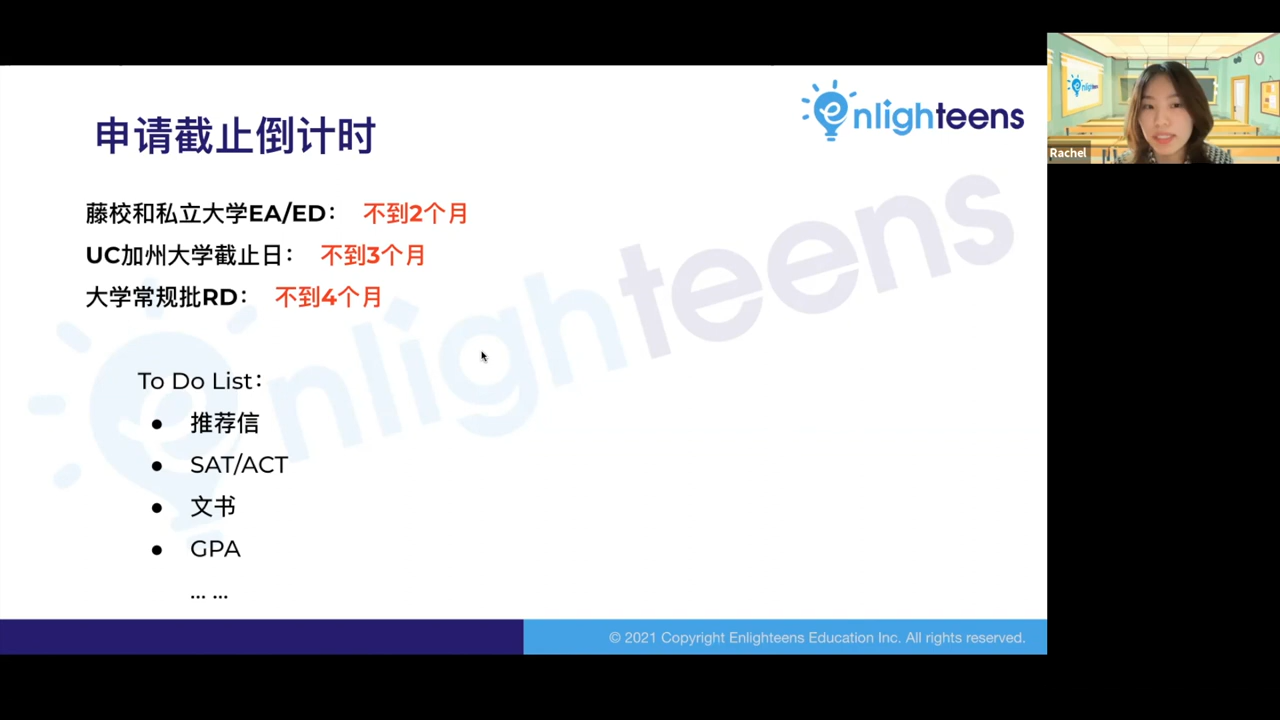 enlighteens
申请截止倒计时
藤校和私立大学EA/ED： 不到2个月
UC加州大学截止日： 不到3个月
大学常规批RD： 不到4个月
enlighteens
To Do List：
● 推荐信
● SAT/ACT
● 文书
● GPA
... ...
© 2021 Copyright Enlighteens Education Inc. All rights reserved.
Rachel